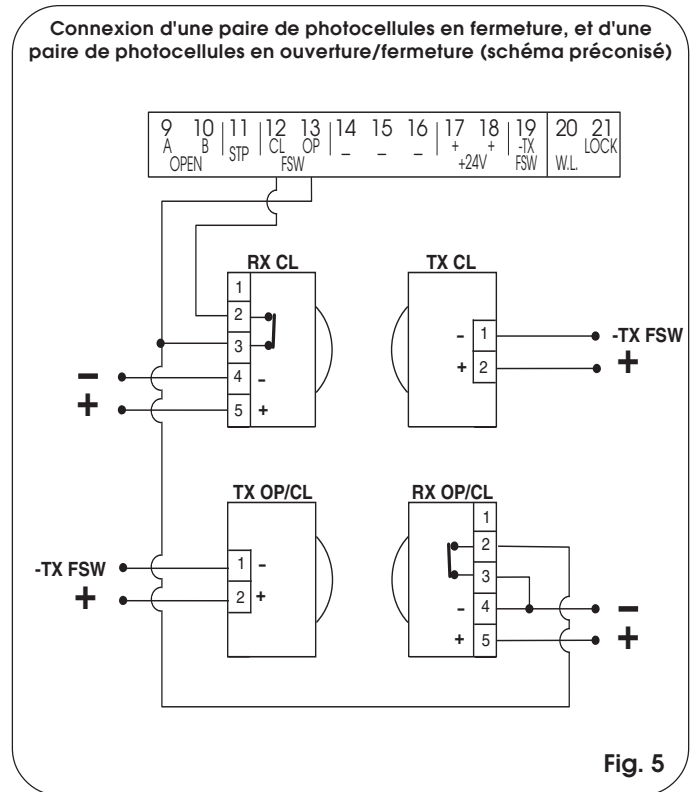 Connexion d'une paire de photocellules en fermeture, et d'une
paire de photocellules en ouverture/fermeture (schéma préconisé)
9 10 11 12 13 14 15 16 17 18 19 20 21
A B STP CL OP _ _ _ + + -TX LOCK
OPEN FSW +24V FSW W.L.
RX CL TX CL
1
2
3
4 -
5 +
- 1 -TX FSW
+ 2 +
-
+
TX OP/CL RX OP/CL
-TX FSW 1 -
+ 2 +
1
2
3
- 4 -
+ 5 +
Fig. 5